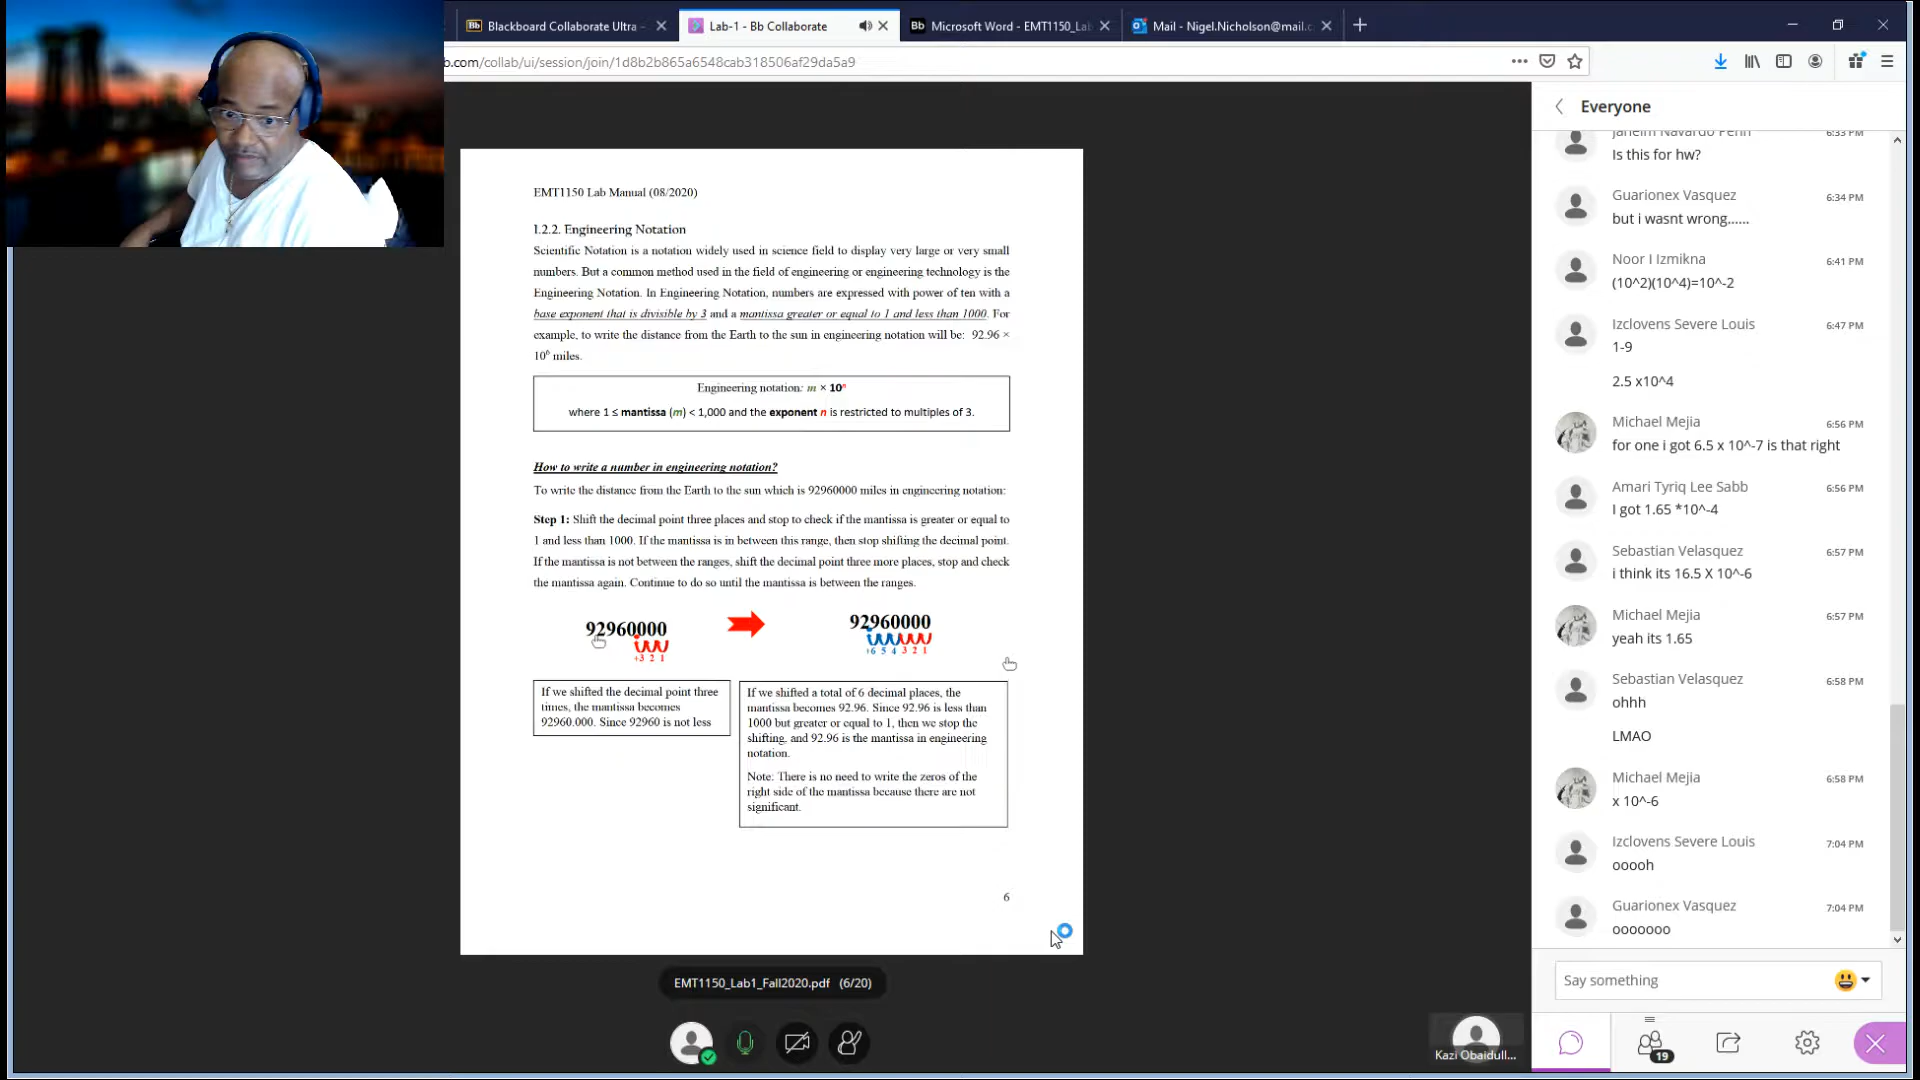 Blackboard Collaborate Ultra –
Lab-1 - Bb Collaborate
Bb
Microsoft Word - EMT1150_La
Mail - Nigel.Nicholson@mail.c
b.com/collab/ui/session/join/1d8b2b865a6548cab318506af29da5a9
EMT1150 Lab Manual (08/2020)
1.2.2. Engineering Notation
Scientific Notation is a notation widely used in science field to display very large or very small
numbers. But a common method used in the field of engineering or engineering technology is the
Engineering Notation. In Engineering Notation, numbers are expressed with power of ten with a
base exponent that is divisible by 3 and a mantissa greater or equal to 1 and less than 1000. For
example, to write the distance from the Earth to the sun in engineering notation will be: 92.96 ×
10⁶ miles.
Engineering notation: m × 10ⁿ
where 1 ≤ mantissa (m) < 1,000 and the exponent n is restricted to multiples of 3.
How to write a number in engineering notation?
To write the distance from the Earth to the sun which is 92960000 miles in engineering notation:
Step 1: Shift the decimal point three places and stop to check if the mantissa is greater or equal to
1 and less than 1000. If the mantissa is in between this range, then stop shifting the decimal point.
If the mantissa is not between the ranges, shift the decimal point three more places, stop and check
the mantissa again. Continue to do so until the mantissa is between the ranges.
92960000
+3 2 1
92960000
+6 5 4 3 2 1
If we shifted the decimal point three
times, the mantissa becomes
92960.000. Since 92960 is not less
If we shifted a total of 6 decimal places, the
mantissa becomes 92.96. Since 92.96 is less than
1000 but greater or equal to 1, then we stop the
shifting, and 92.96 is the mantissa in engineering
notation.
Note: There is no need to write the zeros of the
right side of the mantissa because there are not
significant.
6
EMT1150_Lab1_Fall2020.pdf (6/20)
Kazi Obaidull...
Everyone
Janeim Navardo Penn 6:33 PM
Is this for hw?
Guarionex Vasquez 6:34 PM
but i wasnt wrong......
Noor I Izmikna 6:41 PM
(10^2)(10^4)=10^-2
Izclovens Severe Louis 6:47 PM
1-9
2.5 x10^4
Michael Mejia 6:56 PM
for one i got 6.5 x 10^-7 is that right
Amari Tyriq Lee Sabb 6:56 PM
I got 1.65 *10^-4
Sebastian Velasquez 6:57 PM
i think its 16.5 X 10^-6
Michael Mejia 6:57 PM
yeah its 1.65
Sebastian Velasquez 6:58 PM
ohhh
LMAO
Michael Mejia 6:58 PM
x 10^-6
Izclovens Severe Louis 7:04 PM
ooooh
Guarionex Vasquez 7:04 PM
ooooooo
Say something
19